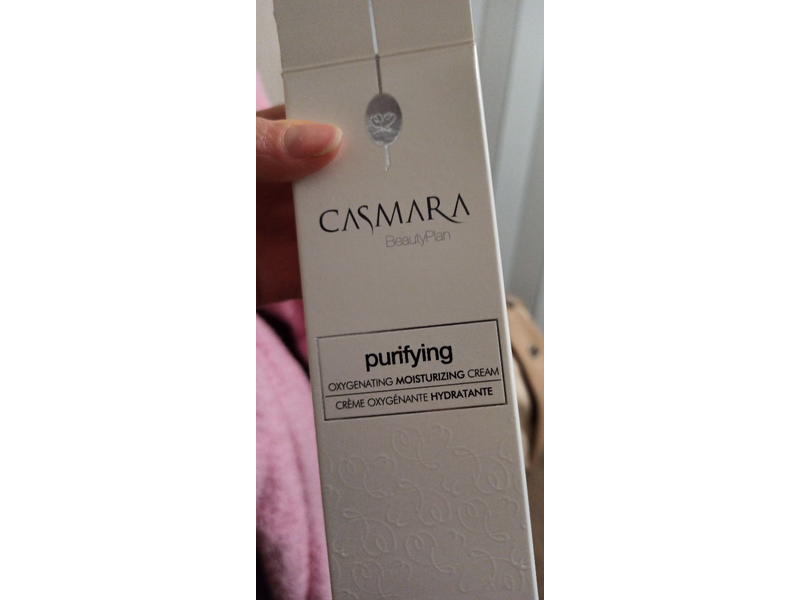 CASMARA
BeautyPlan
purifying
OXYGENATING MOISTURIZING CREAM
CRÈME OXYGÉNANTE HYDRATANTE